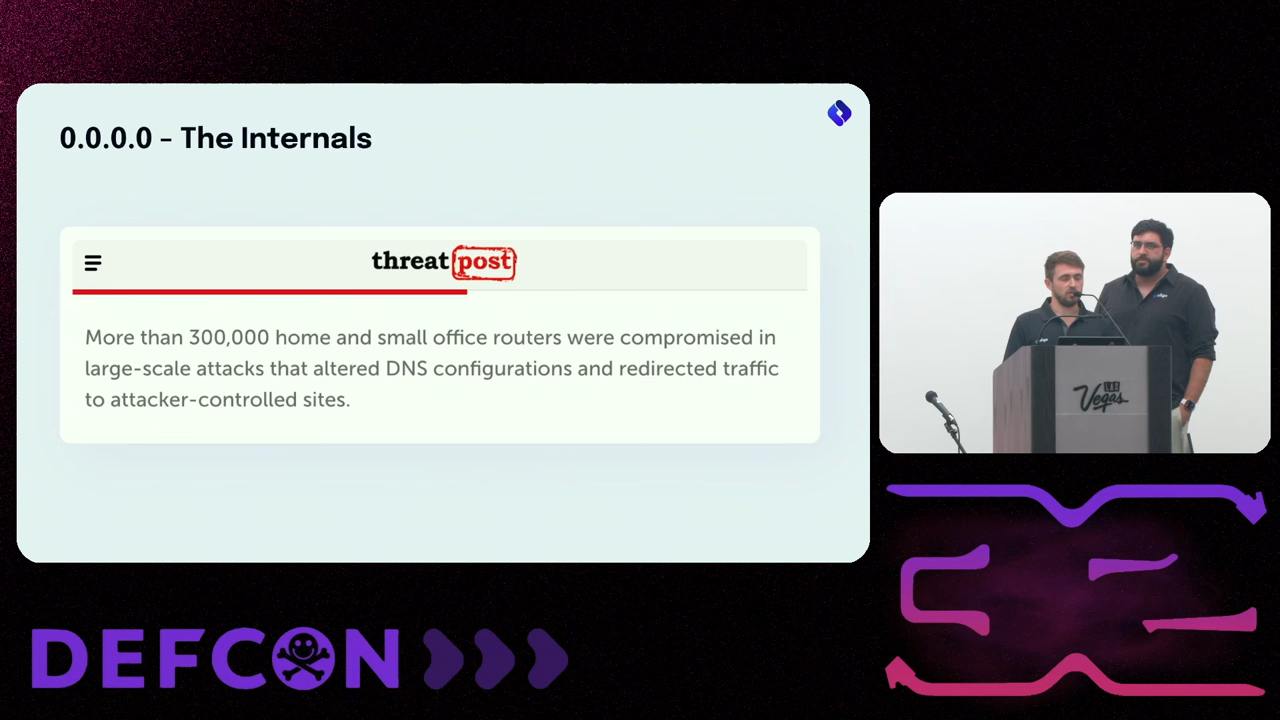 0.0.0.0 – The Internals
threatpost
More than 300,000 home and small office routers were compromised in
large-scale attacks that altered DNS configurations and redirected traffic
to attacker-controlled sites.
Vegas
DEFCON